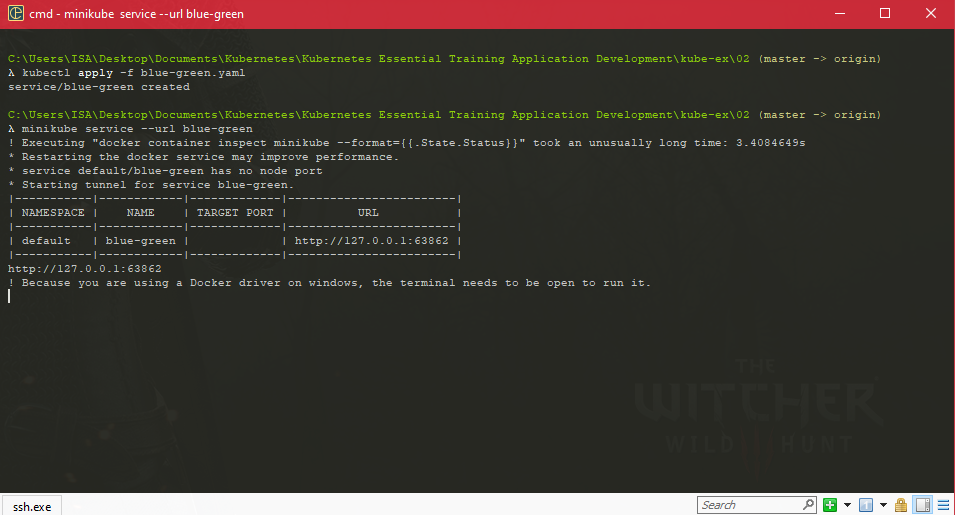 cmd - minikube  service --url blue-green
C:\Users\ISA\Desktop\Documents\Kubernetes\Kubernetes Essential Training Application Development\kube-ex\02 (master -> origin)
λ kubectl apply -f blue-green.yaml
service/blue-green created
C:\Users\ISA\Desktop\Documents\Kubernetes\Kubernetes Essential Training Application Development\kube-ex\02 (master -> origin)
λ minikube service --url blue-green
! Executing "docker container inspect minikube --format={{.State.Status}}" took an unusually long time: 3.4084649s
* Restarting the docker service may improve performance.
* service default/blue-green has no node port
* Starting tunnel for service blue-green.
|-----------|------------|-------------|------------------------|
| NAMESPACE |    NAME    | TARGET PORT |          URL           |
|-----------|------------|-------------|------------------------|
| default   | blue-green |             | http://127.0.0.1:63862 |
|-----------|------------|-------------|------------------------|
http://127.0.0.1:63862
! Because you are using a Docker driver on windows, the terminal needs to be open to run it.
THE
WITCHER
WILD HUNT
ssh.exe
Search
1